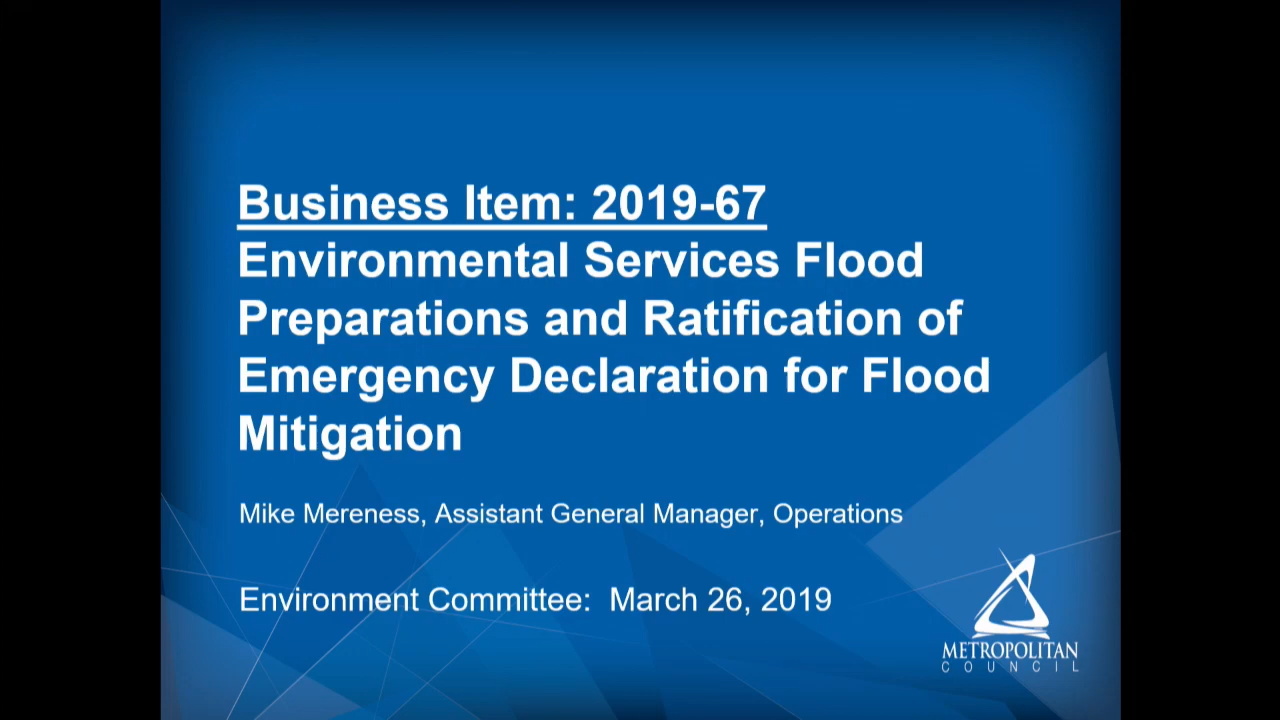 Business Item: 2019-67
Environmental Services Flood
Preparations and Ratification of
Emergency Declaration for Flood
Mitigation
Mike Mereness, Assistant General Manager, Operations
Environment Committee:  March 26, 2019
METROPOLITAN
COUNCIL